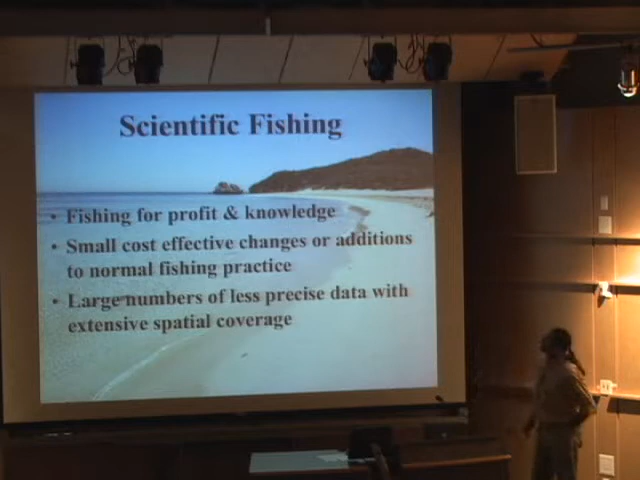 Scientific Fishing
• Fishing for profit & knowledge
• Small cost effective changes or additions
to normal fishing practice
• Large numbers of less precise data with
extensive spatial coverage